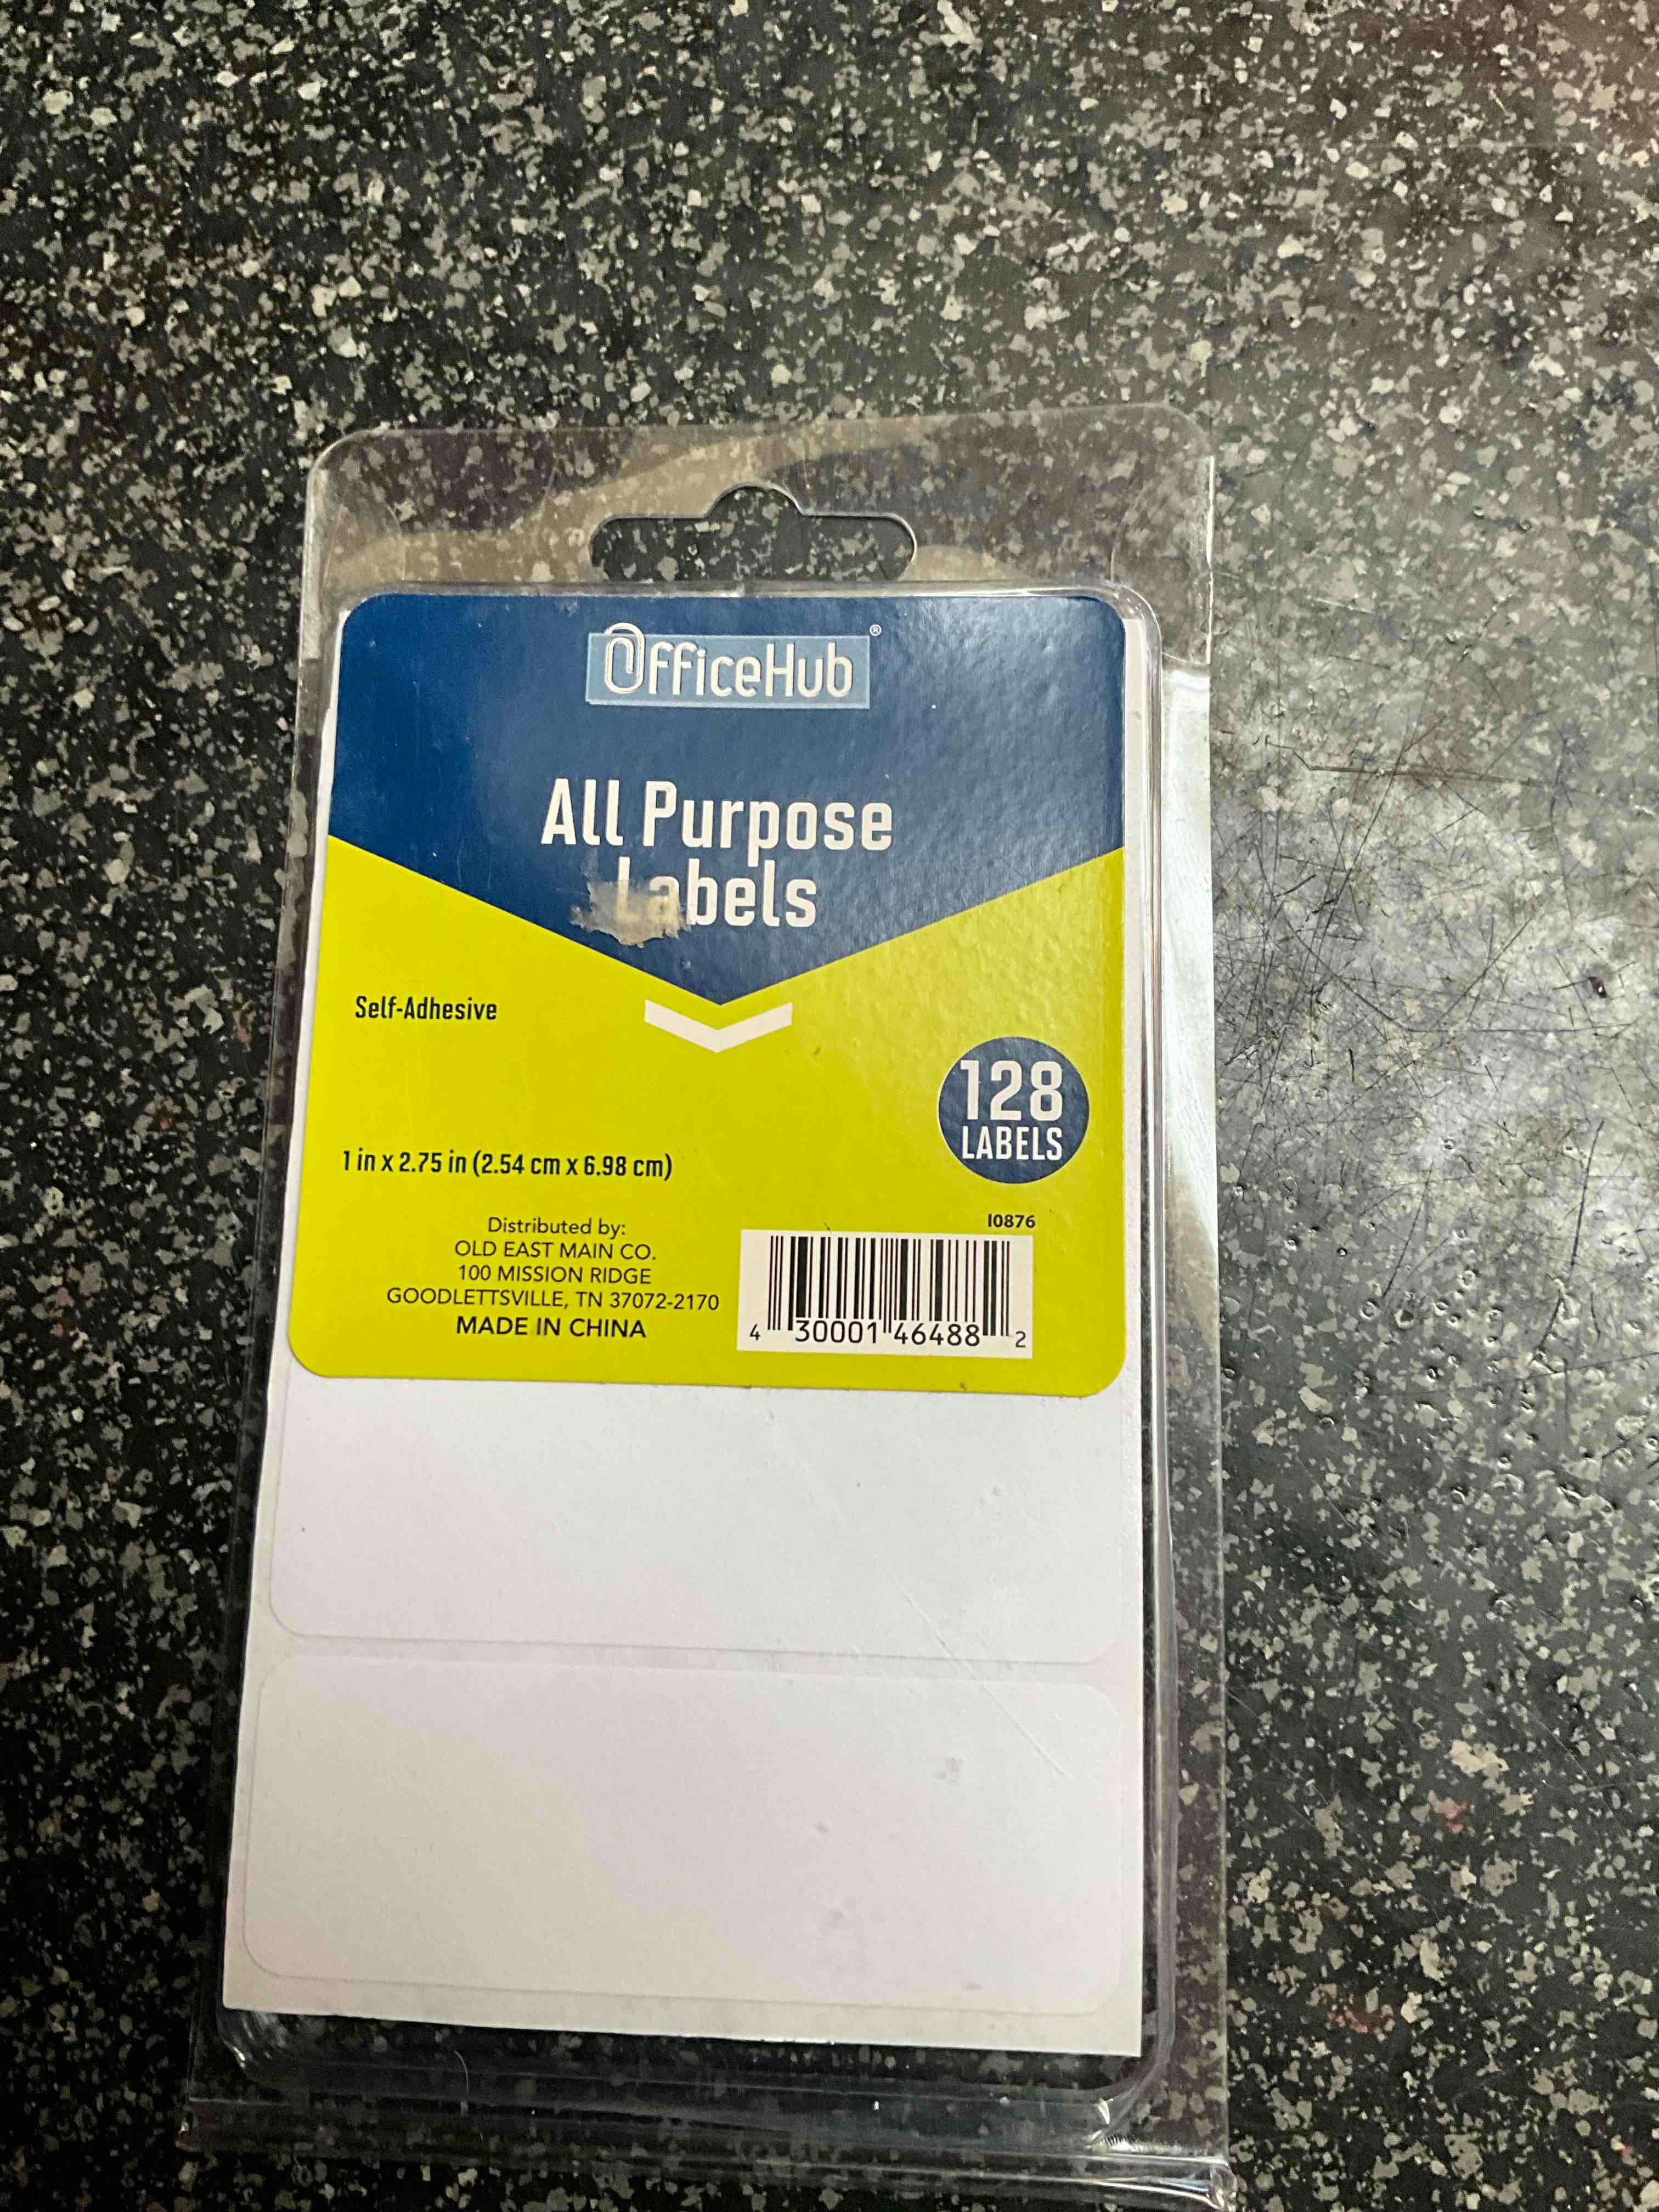 OfficeHub®
All Purpose
Labels
Self-Adhesive
128
LABELS
1 in x 2.75 in (2.54 cm x 6.98 cm)
I0876
Distributed by:
OLD EAST MAIN CO.
100 MISSION RIDGE
GOODLETTSVILLE, TN 37072-2170
MADE IN CHINA
4 30001 46488 2